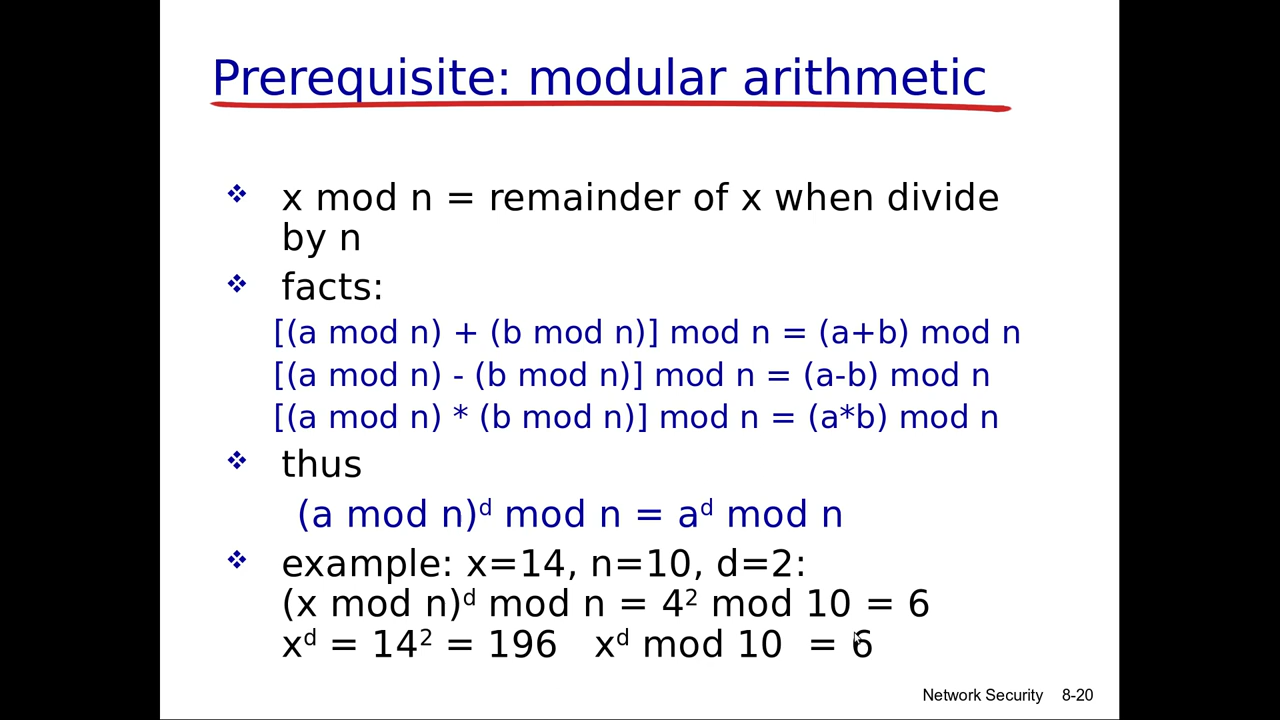 Prerequisite: modular arithmetic
❖ x mod n = remainder of x when divide
by n
❖ facts:
[(a mod n) + (b mod n)] mod n = (a+b) mod n
[(a mod n) - (b mod n)] mod n = (a-b) mod n
[(a mod n) * (b mod n)] mod n = (a*b) mod n
❖ thus
(a mod n)ᵈ mod n = aᵈ mod n
❖ example: x=14, n=10, d=2:
(x mod n)ᵈ mod n = 4² mod 10 = 6
xᵈ = 14² = 196 xᵈ mod 10 = 6
Network Security 8-20